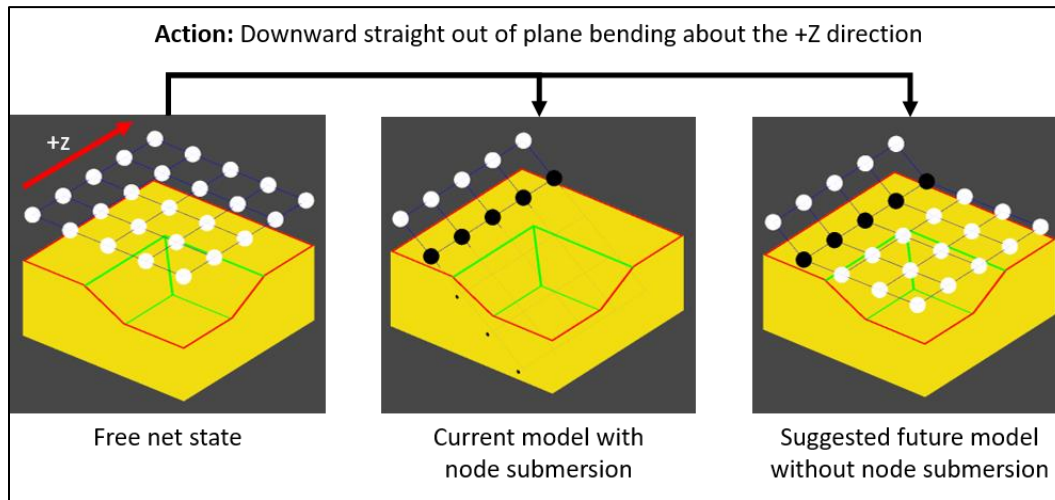 Action: Downward straight out of plane bending about the +Z direction
+z
Free net state
Current model with
node submersion
Suggested future model
without node submersion